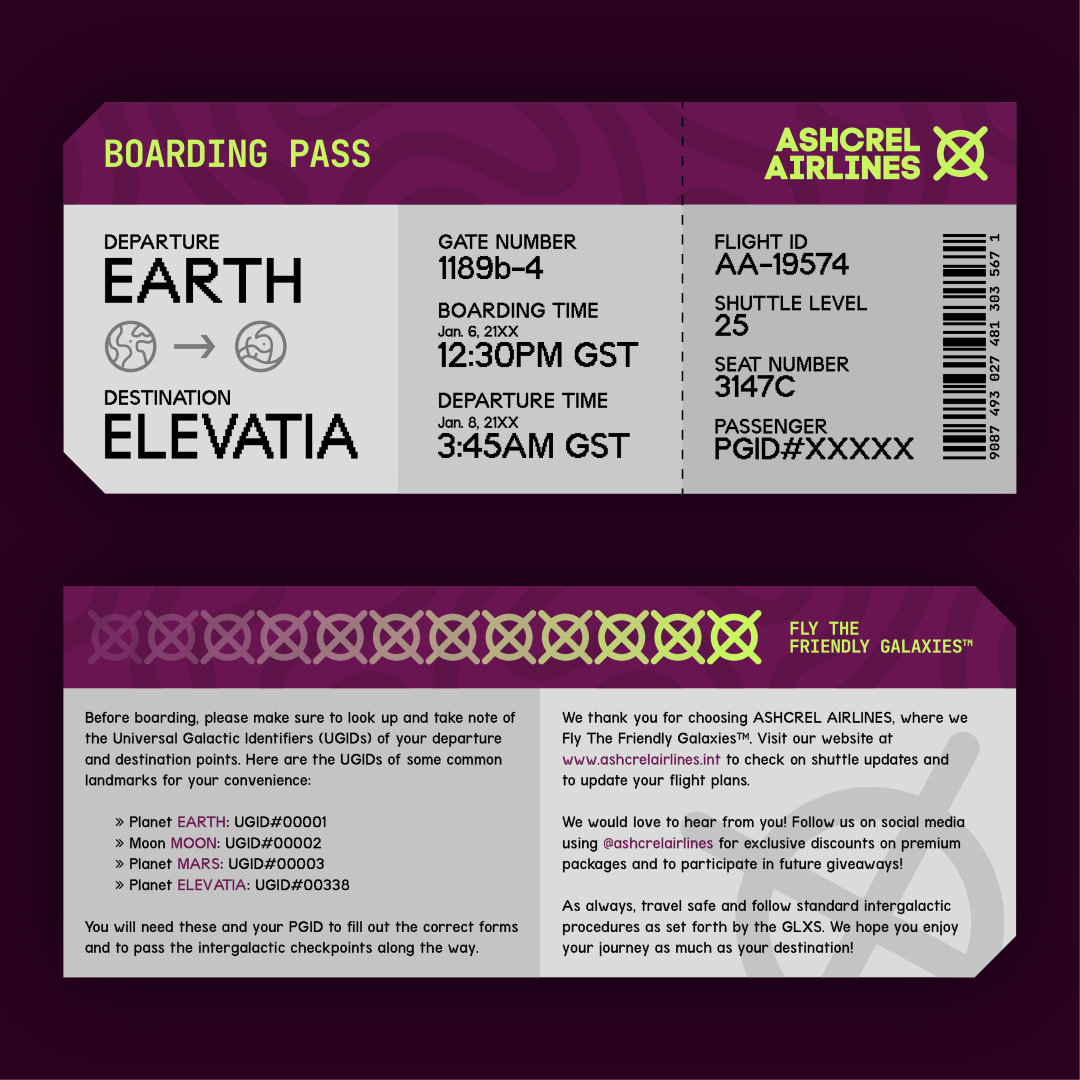 BOARDING PASS
ASHCREL
AIRLINES
DEPARTURE
EARTH
DESTINATION
ELEVATIA
GATE NUMBER
1189b-4
BOARDING TIME
Jan. 6, 21XX
12:30PM GST
DEPARTURE TIME
Jan. 8, 21XX
3:45AM GST
FLIGHT ID
AA-19574
SHUTTLE LEVEL
25
SEAT NUMBER
3147C
PASSENGER
PGID#XXXXX
9087 493 027 481 303 567 1
FLY THE
FRIENDLY GALAXIES™
Before boarding, please make sure to look up and take note of
the Universal Galactic Identifiers (UGIDs) of your departure
and destination points. Here are the UGIDs of some common
landmarks for your convenience:
» Planet EARTH: UGID#00001
» Moon MOON: UGID#00002
» Planet MARS: UGID#00003
» Planet ELEVATIA: UGID#00338
You will need these and your PGID to fill out the correct forms
and to pass the intergalactic checkpoints along the way.
We thank you for choosing ASHCREL AIRLINES, where we
Fly The Friendly Galaxies™. Visit our website at
www.ashcrelairlines.int to check on shuttle updates and
to update your flight plans.
We would love to hear from you! Follow us on social media
using @ashcrelairlines for exclusive discounts on premium
packages and to participate in future giveaways!
As always, travel safe and follow standard intergalactic
procedures as set forth by the GLXS. We hope you enjoy
your journey as much as your destination!